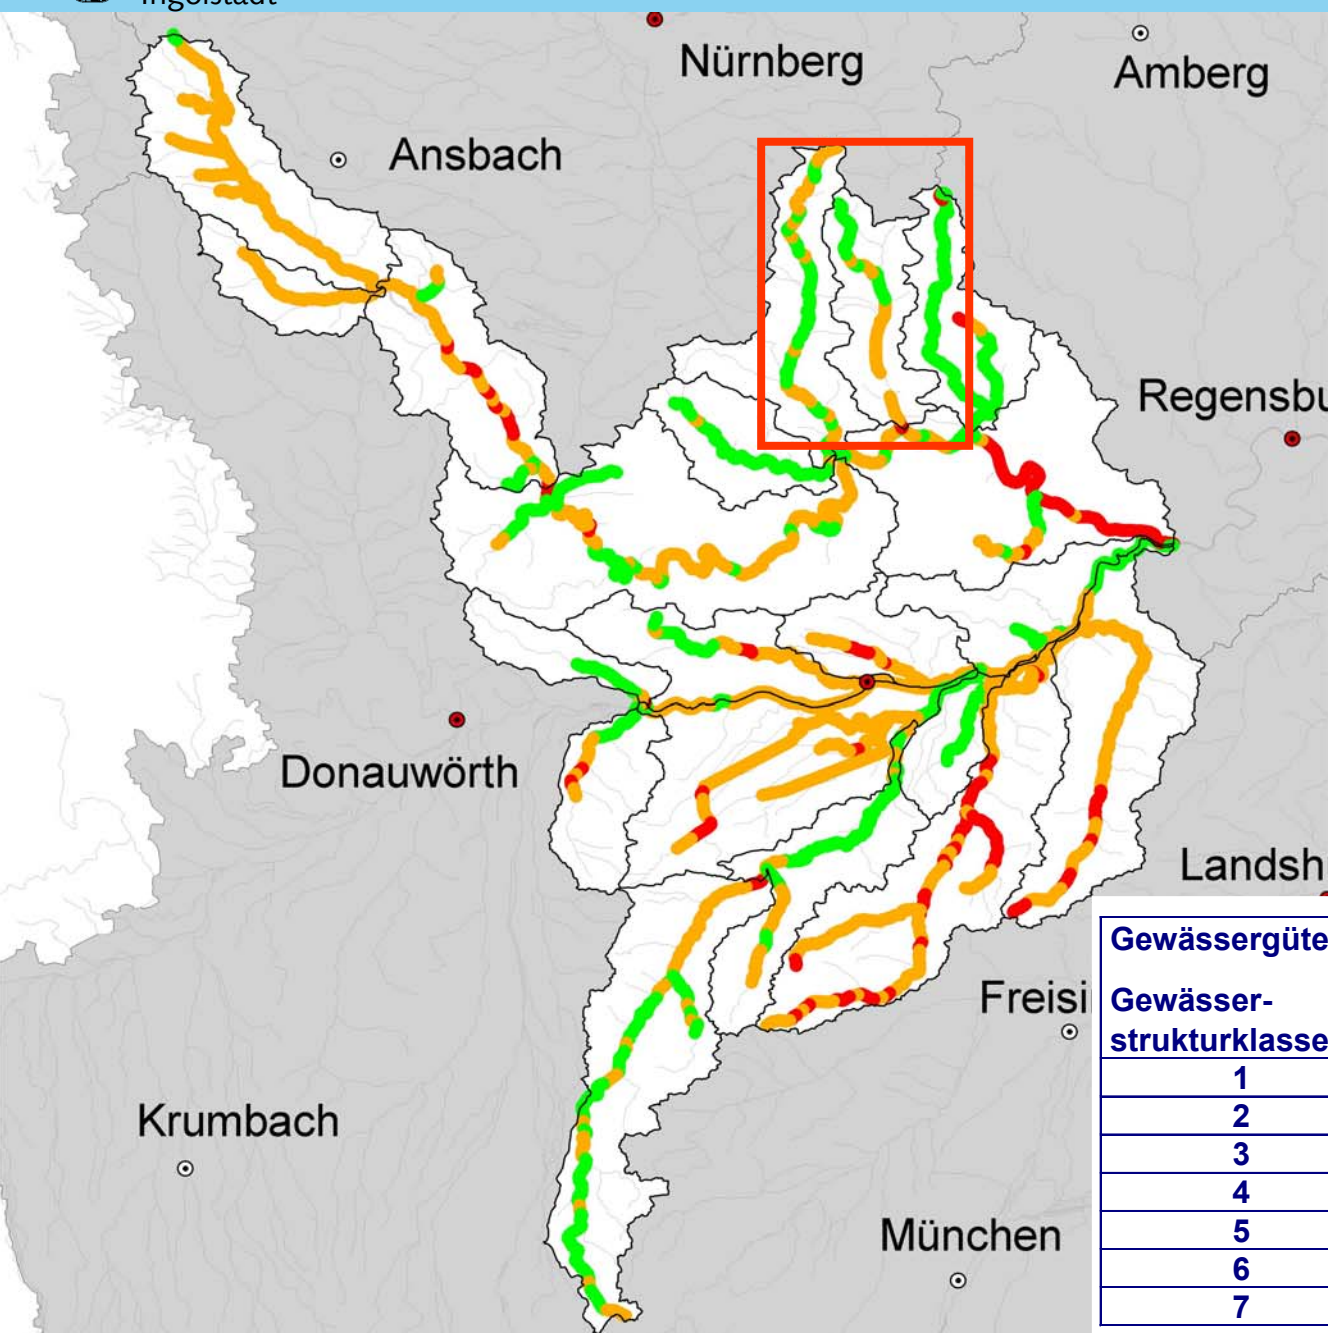 Ingolstadt
Nürnberg
Amberg
Ansbach
Regensbu
Donauwörth
Landsh
Freisi
Krumbach
München
Gewässergüte
Gewässer-
strukturklasse
1
2
3
4
5
6
7